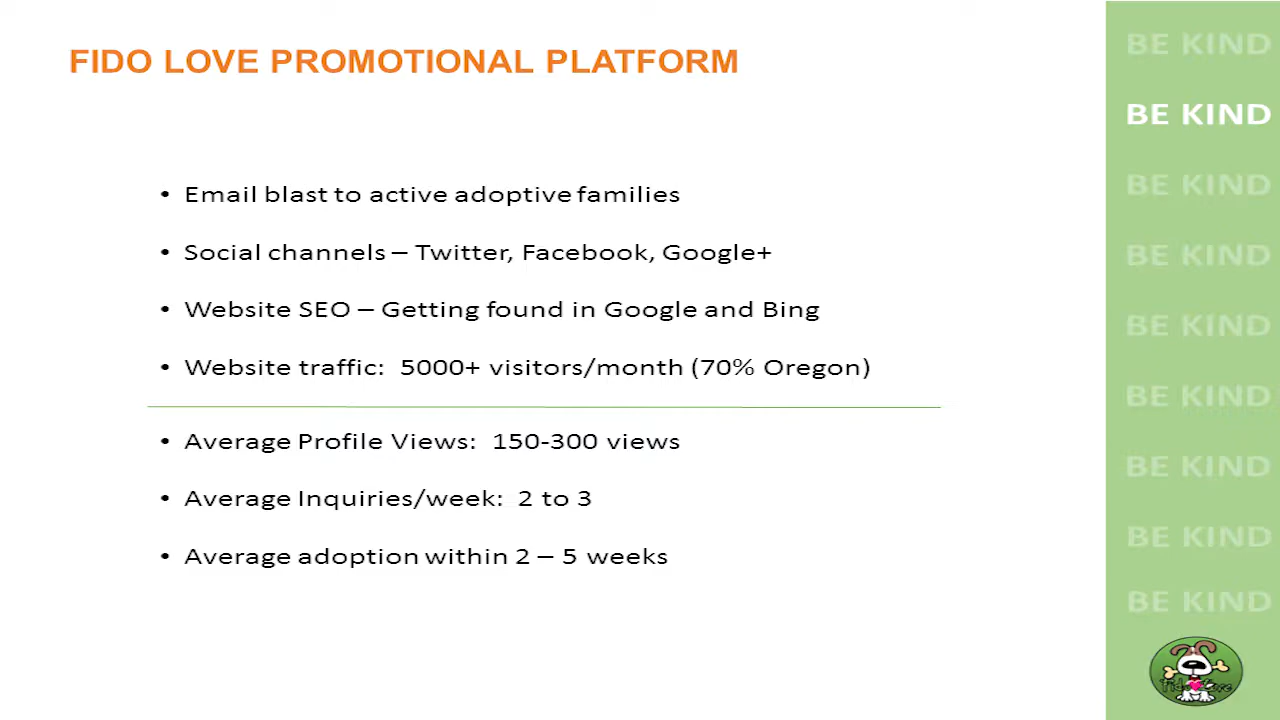 FIDO LOVE PROMOTIONAL PLATFORM
• Email blast to active adoptive families
• Social channels – Twitter, Facebook, Google+
• Website SEO – Getting found in Google and Bing
• Website traffic:  5000+ visitors/month (70% Oregon)
• Average Profile Views:  150-300 views
• Average Inquiries/week:  2 to 3
• Average adoption within 2 – 5 weeks
BE KIND
BE KIND
BE KIND
BE KIND
BE KIND
BE KIND
BE KIND
BE KIND
BE KIND
Fido Love